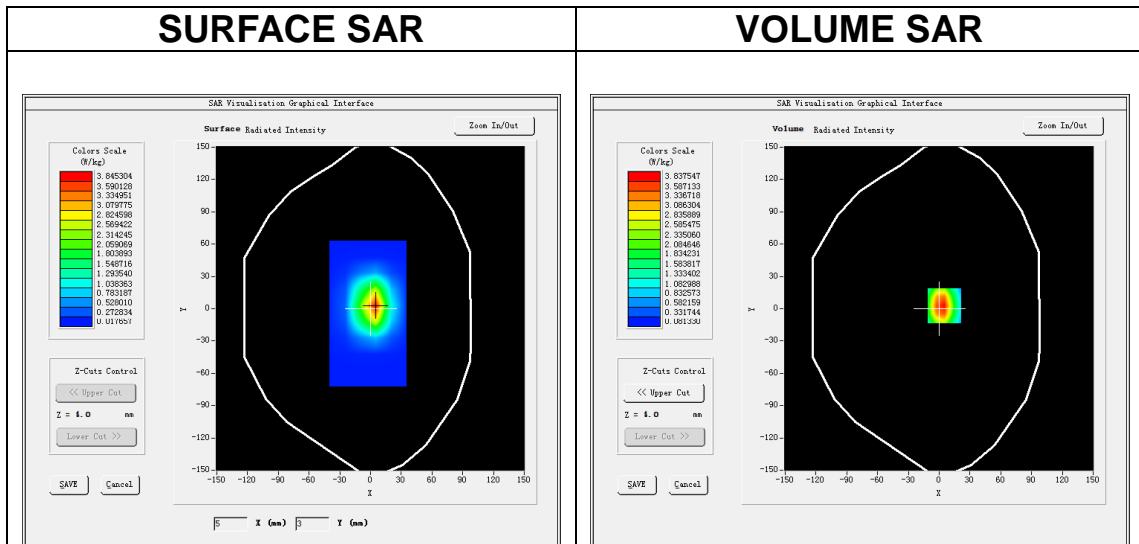 SURFACE SAR
VOLUME SAR
SAR Visualisation Graphical Interface
Surface Radiated Intensity
Zoom In/Out
Colors Scale
(W/kg)
3.845304
3.590128
3.334951
3.079775
2.824598
2.569422
2.314245
2.059069
1.803893
1.548716
1.293540
1.038363
0.783187
0.528010
0.272834
0.017657
Z-Cuts Control
<< Upper Cut
Z = 4.0 mm
Lower Cut >>
SAVE
Cancel
150
120
90
60
30
0
-30
-60
-90
-120
-150
Y
-150 -120 -90 -60 -30 0 30 60 90 120 150
X
5 X (mm) 3 Y (mm)
SAR Visualisation Graphical Interface
Volume Radiated Intensity
Zoom In/Out
Colors Scale
(W/kg)
3.837547
3.587133
3.336718
3.086304
2.835889
2.585475
2.335060
2.084646
1.834231
1.583817
1.333402
1.082988
0.832573
0.582159
0.331744
0.081330
Z-Cuts Control
<< Upper Cut
Z = 4.0 mm
Lower Cut >>
SAVE
Cancel
150
120
90
60
30
0
-30
-60
-90
-120
-150
Y
-150 -120 -90 -60 -30 0 30 60 90 120 150
X